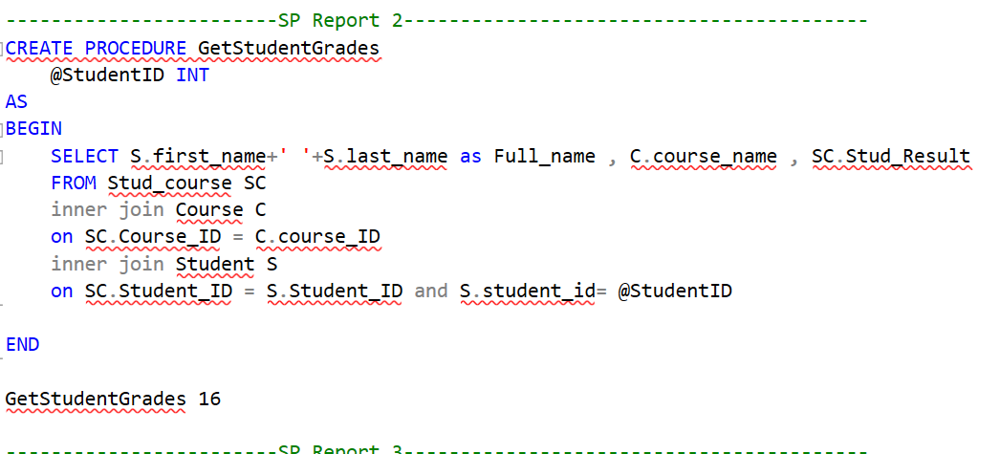 ------------------------SP Report 2-----------------------------------------
CREATE PROCEDURE GetStudentGrades
    @StudentID INT
AS
BEGIN
    SELECT S.first_name+' '+S.last_name as Full_name , C.course_name , SC.Stud_Result
    FROM Stud_course SC
    inner join Course C
    on SC.Course_ID = C.course_ID
    inner join Student S
    on SC.Student_ID = S.Student_ID and S.student_id= @StudentID
END
GetStudentGrades 16
------------------------SP Report 3-----------------------------------------